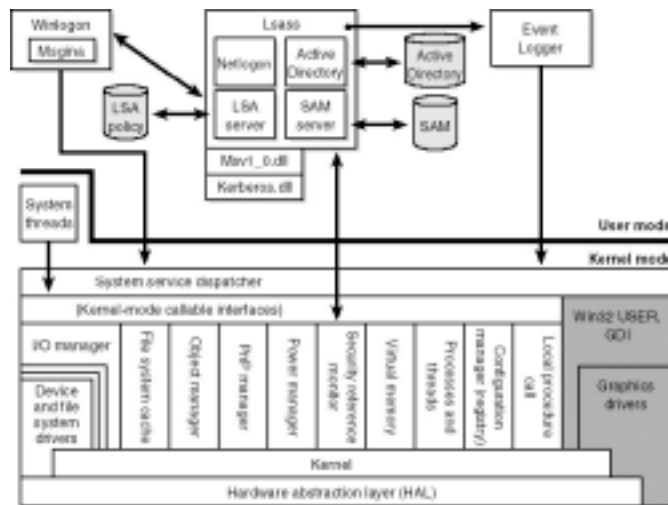 Winlogon
Msgina
Lsass
Netlogon
Active
Directory
LSA
server
SAM
server
Msv1_0.dll
Kerberos.dll
LSA
policy
Active
Directory
SAM
Event
Logger
System
threads
User mode
Kernel mode
System service dispatcher
(Kernel-mode callable interfaces)
I/O manager
Device
and file
system
drivers
File system cache
Object manager
PnP manager
Power manager
Security reference
monitor
Virtual memory
Processes and
threads
Configuration
manager (registry)
Local procedure
call
Win32 USER,
GDI
Graphics
drivers
Kernel
Hardware abstraction layer (HAL)